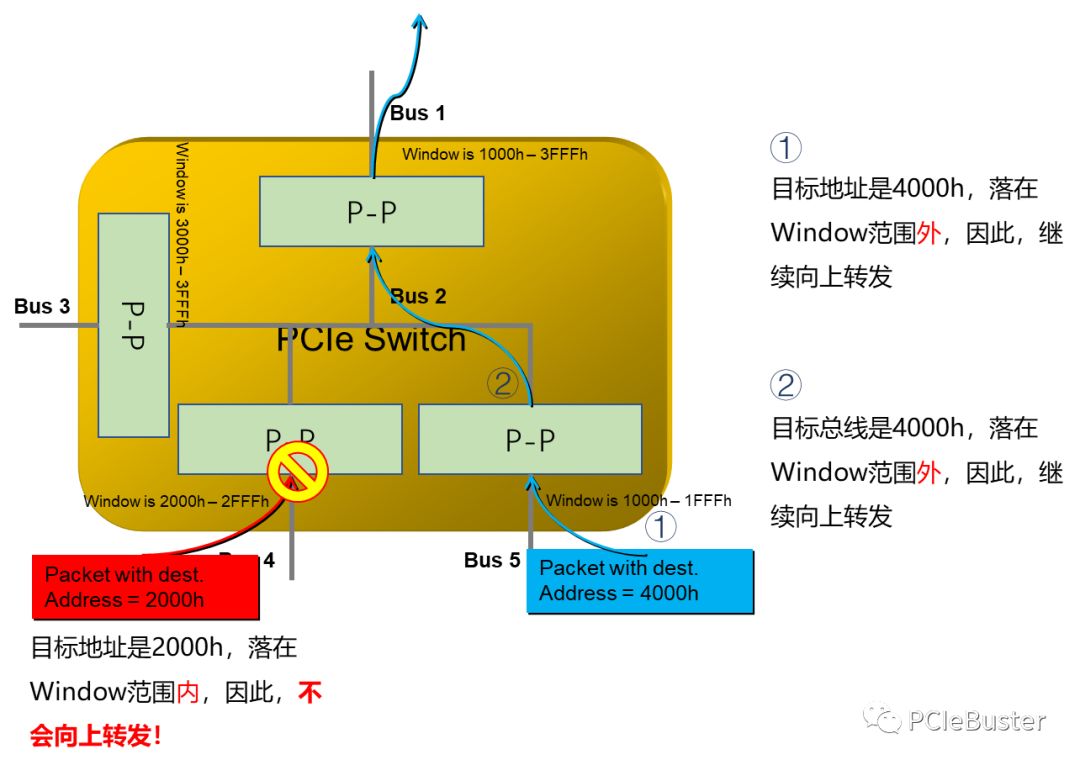 Bus 1
Window is 1000h – 3FFFh
P-P
Window is 3000h – 3FFFh
P-P
Bus 3
Bus 2
PCIe Switch
②
P-P
P-P
Window is 2000h – 2FFFh
Window is 1000h – 1FFFh
①
4
Bus 5
Packet with dest.
Address = 2000h
Packet with dest.
Address = 4000h
目标地址是2000h，落在
Window范围内，因此，不
会向上转发！
①
目标地址是4000h，落在
Window范围外，因此，继
续向上转发
②
目标总线是4000h，落在
Window范围外，因此，继
续向上转发
PCIeBuster